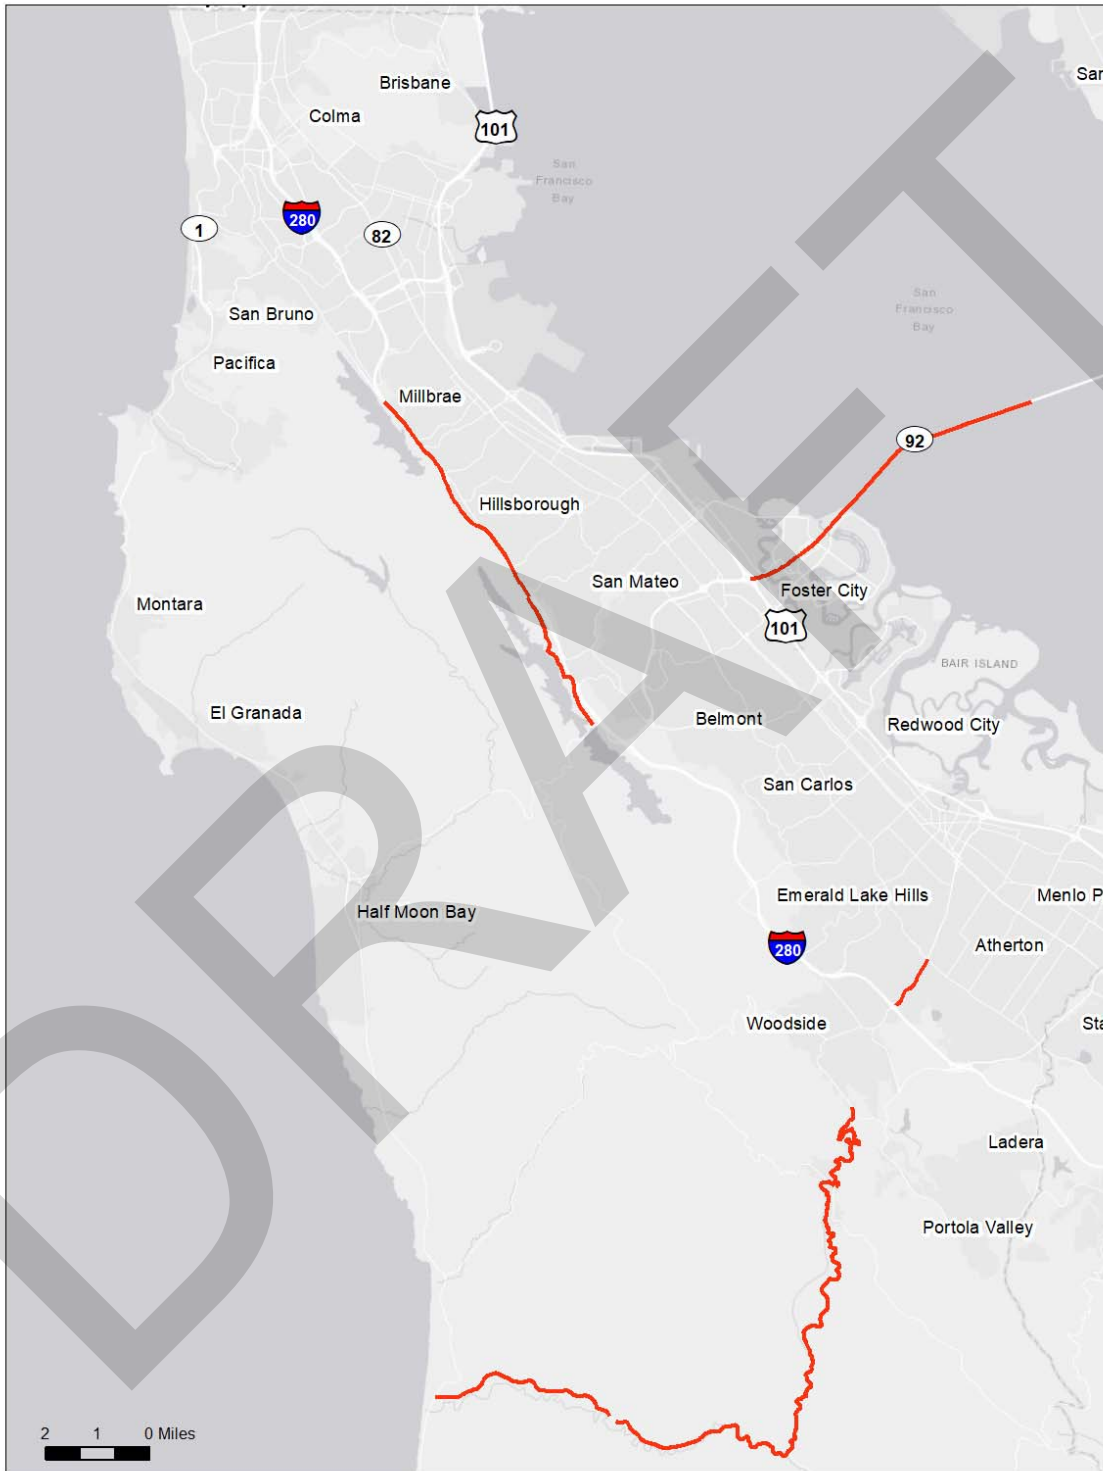 Brisbane
Colma
101
San
Francisco
Bay
280
1
82
San Bruno
Pacifica
San
Francisco
Bay
Millbrae
92
Hillsborough
San Mateo
Foster City
Montara
101
BAIR ISLAND
El Granada
Belmont
Redwood City
San Carlos
Emerald Lake Hills
Menlo P
Half Moon Bay
Atherton
280
Woodside
Sta
Ladera
Portola Valley
2 1 0 Miles
DRAFT